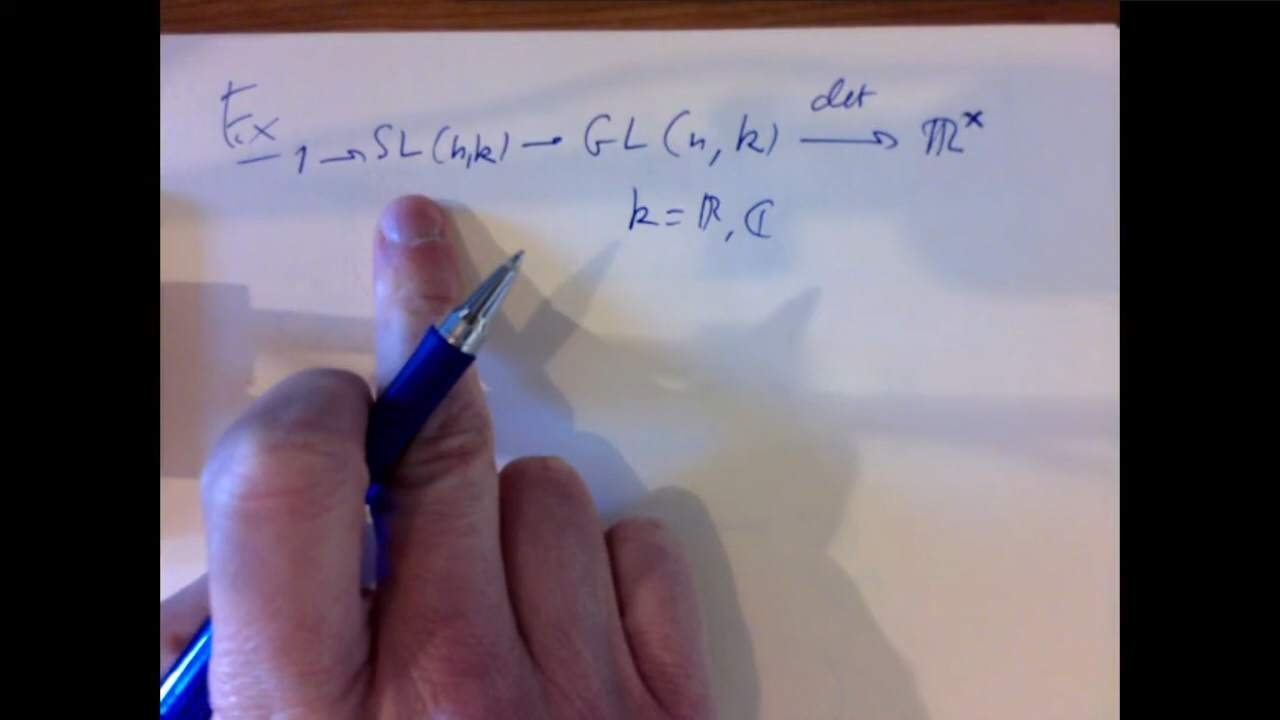 Ex 1 → SL(n,k) → GL(n,k) det ⟶ ℝ^×
k = ℝ, ℂ